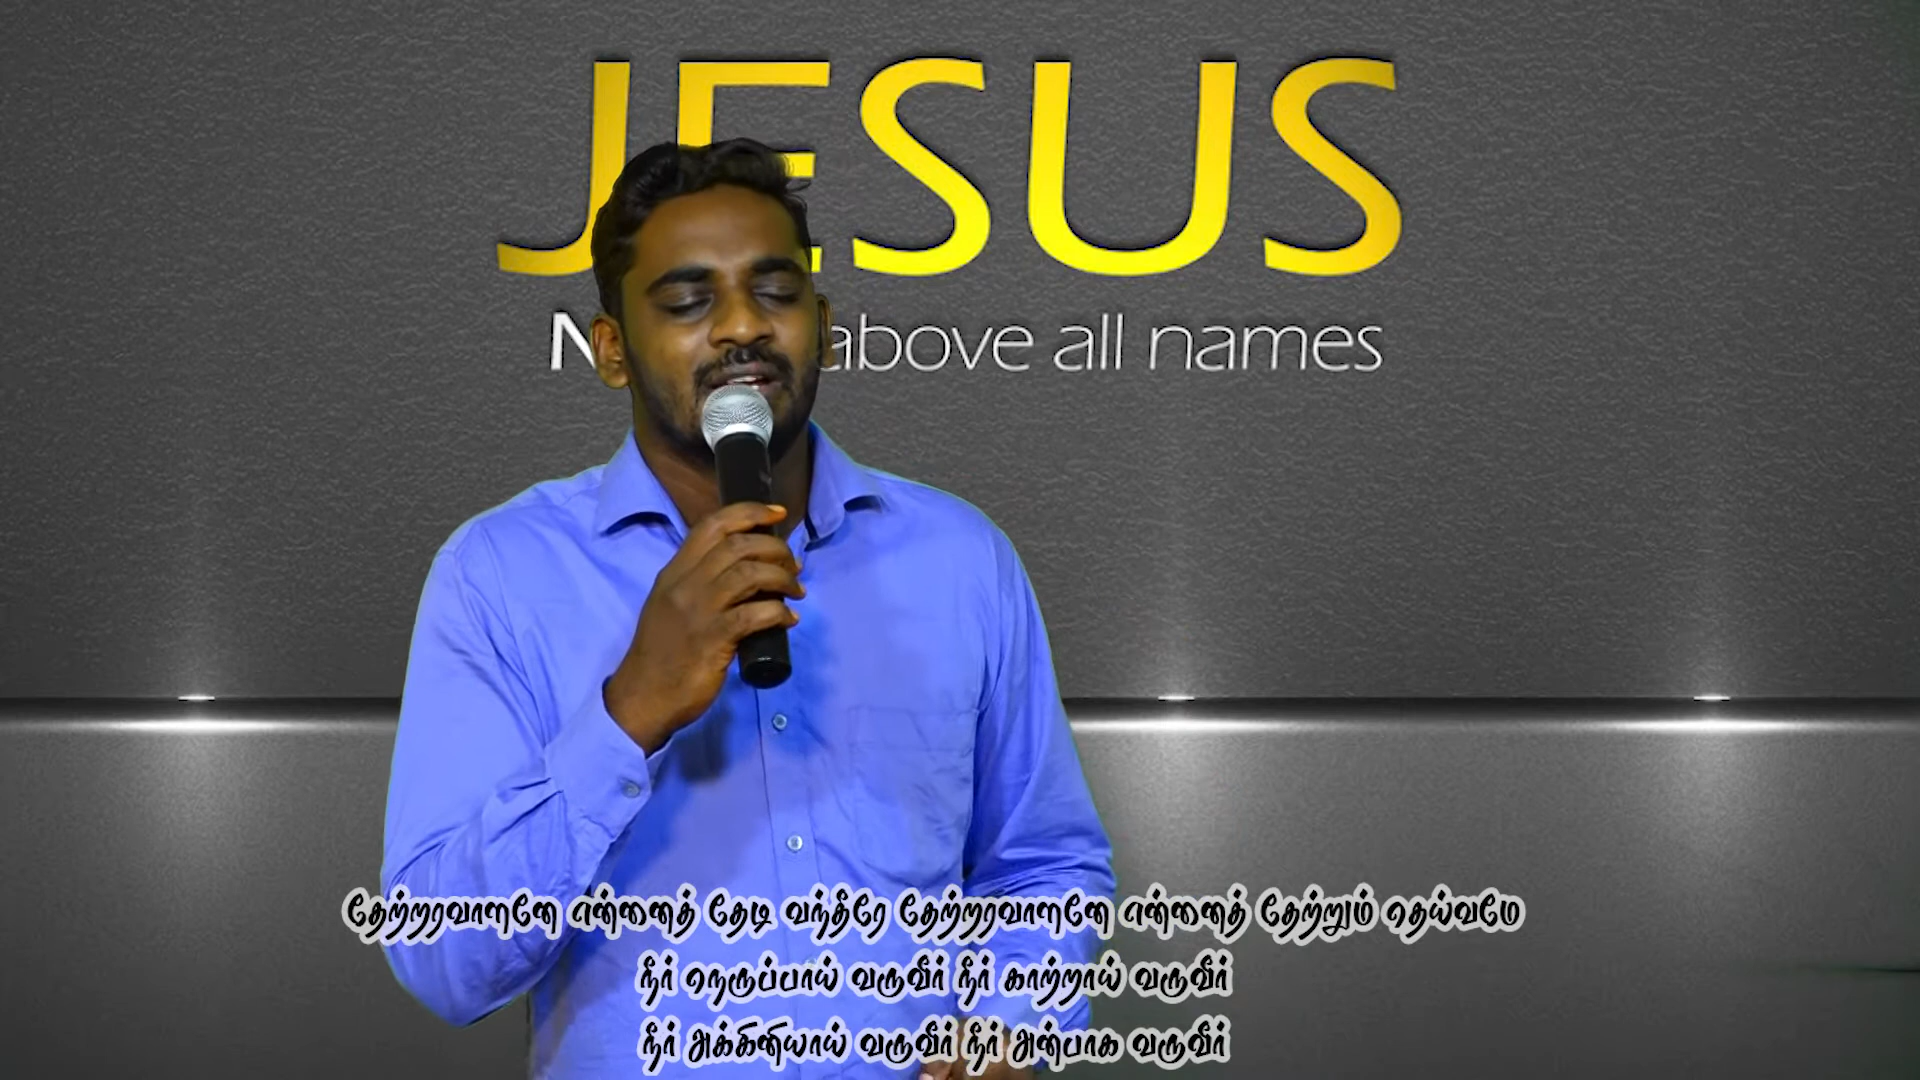 JESUS
above all names
தேற்றரவாளனே என்னைத் தேடி வந்தீரே தேற்றரவாளனே என்னைத் தேற்றும் தெய்வமே
நீர் நெருப்பாய் வருவீர் நீர் காற்றாய் வருவீர்
நீர் அக்கினியாய் வருவீர் நீர் அன்பாக வருவீர்